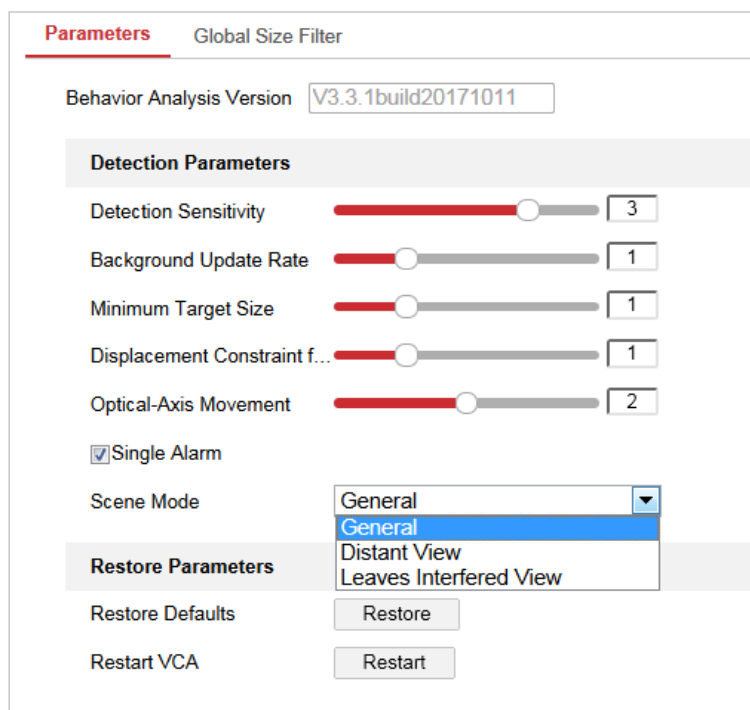 Parameters Global Size Filter
Behavior Analysis Version V3.3.1build20171011
Detection Parameters
Detection Sensitivity 3
Background Update Rate 1
Minimum Target Size 1
Displacement Constraint f... 1
Optical-Axis Movement 2
Single Alarm
Scene Mode General
General
Distant View
Leaves Interfered View
Restore Parameters
Restore Defaults Restore
Restart VCA Restart